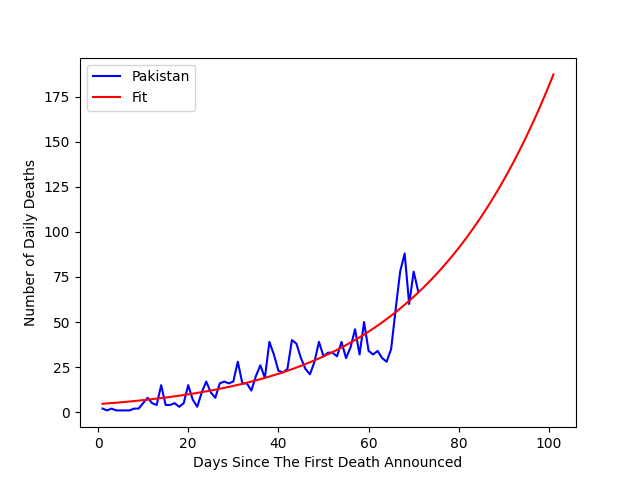 Pakistan
Fit
Number of Daily Deaths
175
150
125
100
75
50
25
0
0 20 40 60 80 100
Days Since The First Death Announced